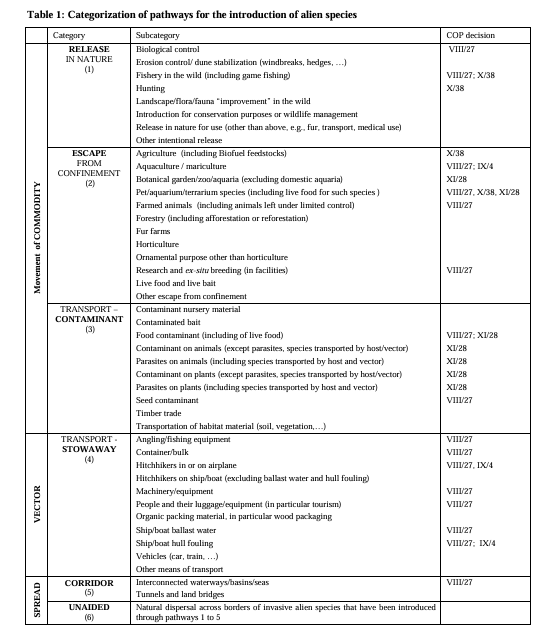 Table 1: Categorization of pathways for the introduction of alien species
Category Subcategory COP decision
Movement of COMMODITY
RELEASE
IN NATURE
(1)
Biological control VIII/27
Erosion control/ dune stabilization (windbreaks, hedges, …)
Fishery in the wild (including game fishing) VIII/27; X/38
Hunting X/38
Landscape/flora/fauna “improvement” in the wild
Introduction for conservation purposes or wildlife management
Release in nature for use (other than above, e.g., fur, transport, medical use)
Other intentional release
ESCAPE
FROM
CONFINEMENT
(2)
Agriculture (including Biofuel feedstocks) X/38
Aquaculture / mariculture VIII/27; IX/4
Botanical garden/zoo/aquaria (excluding domestic aquaria) XI/28
Pet/aquarium/terrarium species (including live food for such species ) VIII/27, X/38, XI/28
Farmed animals (including animals left under limited control) VIII/27
Forestry (including afforestation or reforestation)
Fur farms
Horticulture
Ornamental purpose other than horticulture
Research and ex-situ breeding (in facilities) VIII/27
Live food and live bait
Other escape from confinement
TRANSPORT –
CONTAMINANT
(3)
Contaminant nursery material
Contaminated bait
Food contaminant (including of live food) VIII/27; XI/28
Contaminant on animals (except parasites, species transported by host/vector) XI/28
Parasites on animals (including species transported by host and vector) XI/28
Contaminant on plants (except parasites, species transported by host/vector) XI/28
Parasites on plants (including species transported by host and vector) XI/28
Seed contaminant VIII/27
Timber trade
Transportation of habitat material (soil, vegetation,…)
VECTOR
TRANSPORT -
STOWAWAY
(4)
Angling/fishing equipment VIII/27
Container/bulk VIII/27
Hitchhikers in or on airplane VIII/27, IX/4
Hitchhikers on ship/boat (excluding ballast water and hull fouling)
Machinery/equipment VIII/27
People and their luggage/equipment (in particular tourism) VIII/27
Organic packing material, in particular wood packaging
Ship/boat ballast water VIII/27
Ship/boat hull fouling VIII/27; IX/4
Vehicles (car, train, …)
Other means of transport
SPREAD
CORRIDOR
(5)
Interconnected waterways/basins/seas VIII/27
Tunnels and land bridges
UNAIDED
(6)
Natural dispersal across borders of invasive alien species that have been introduced
through pathways 1 to 5